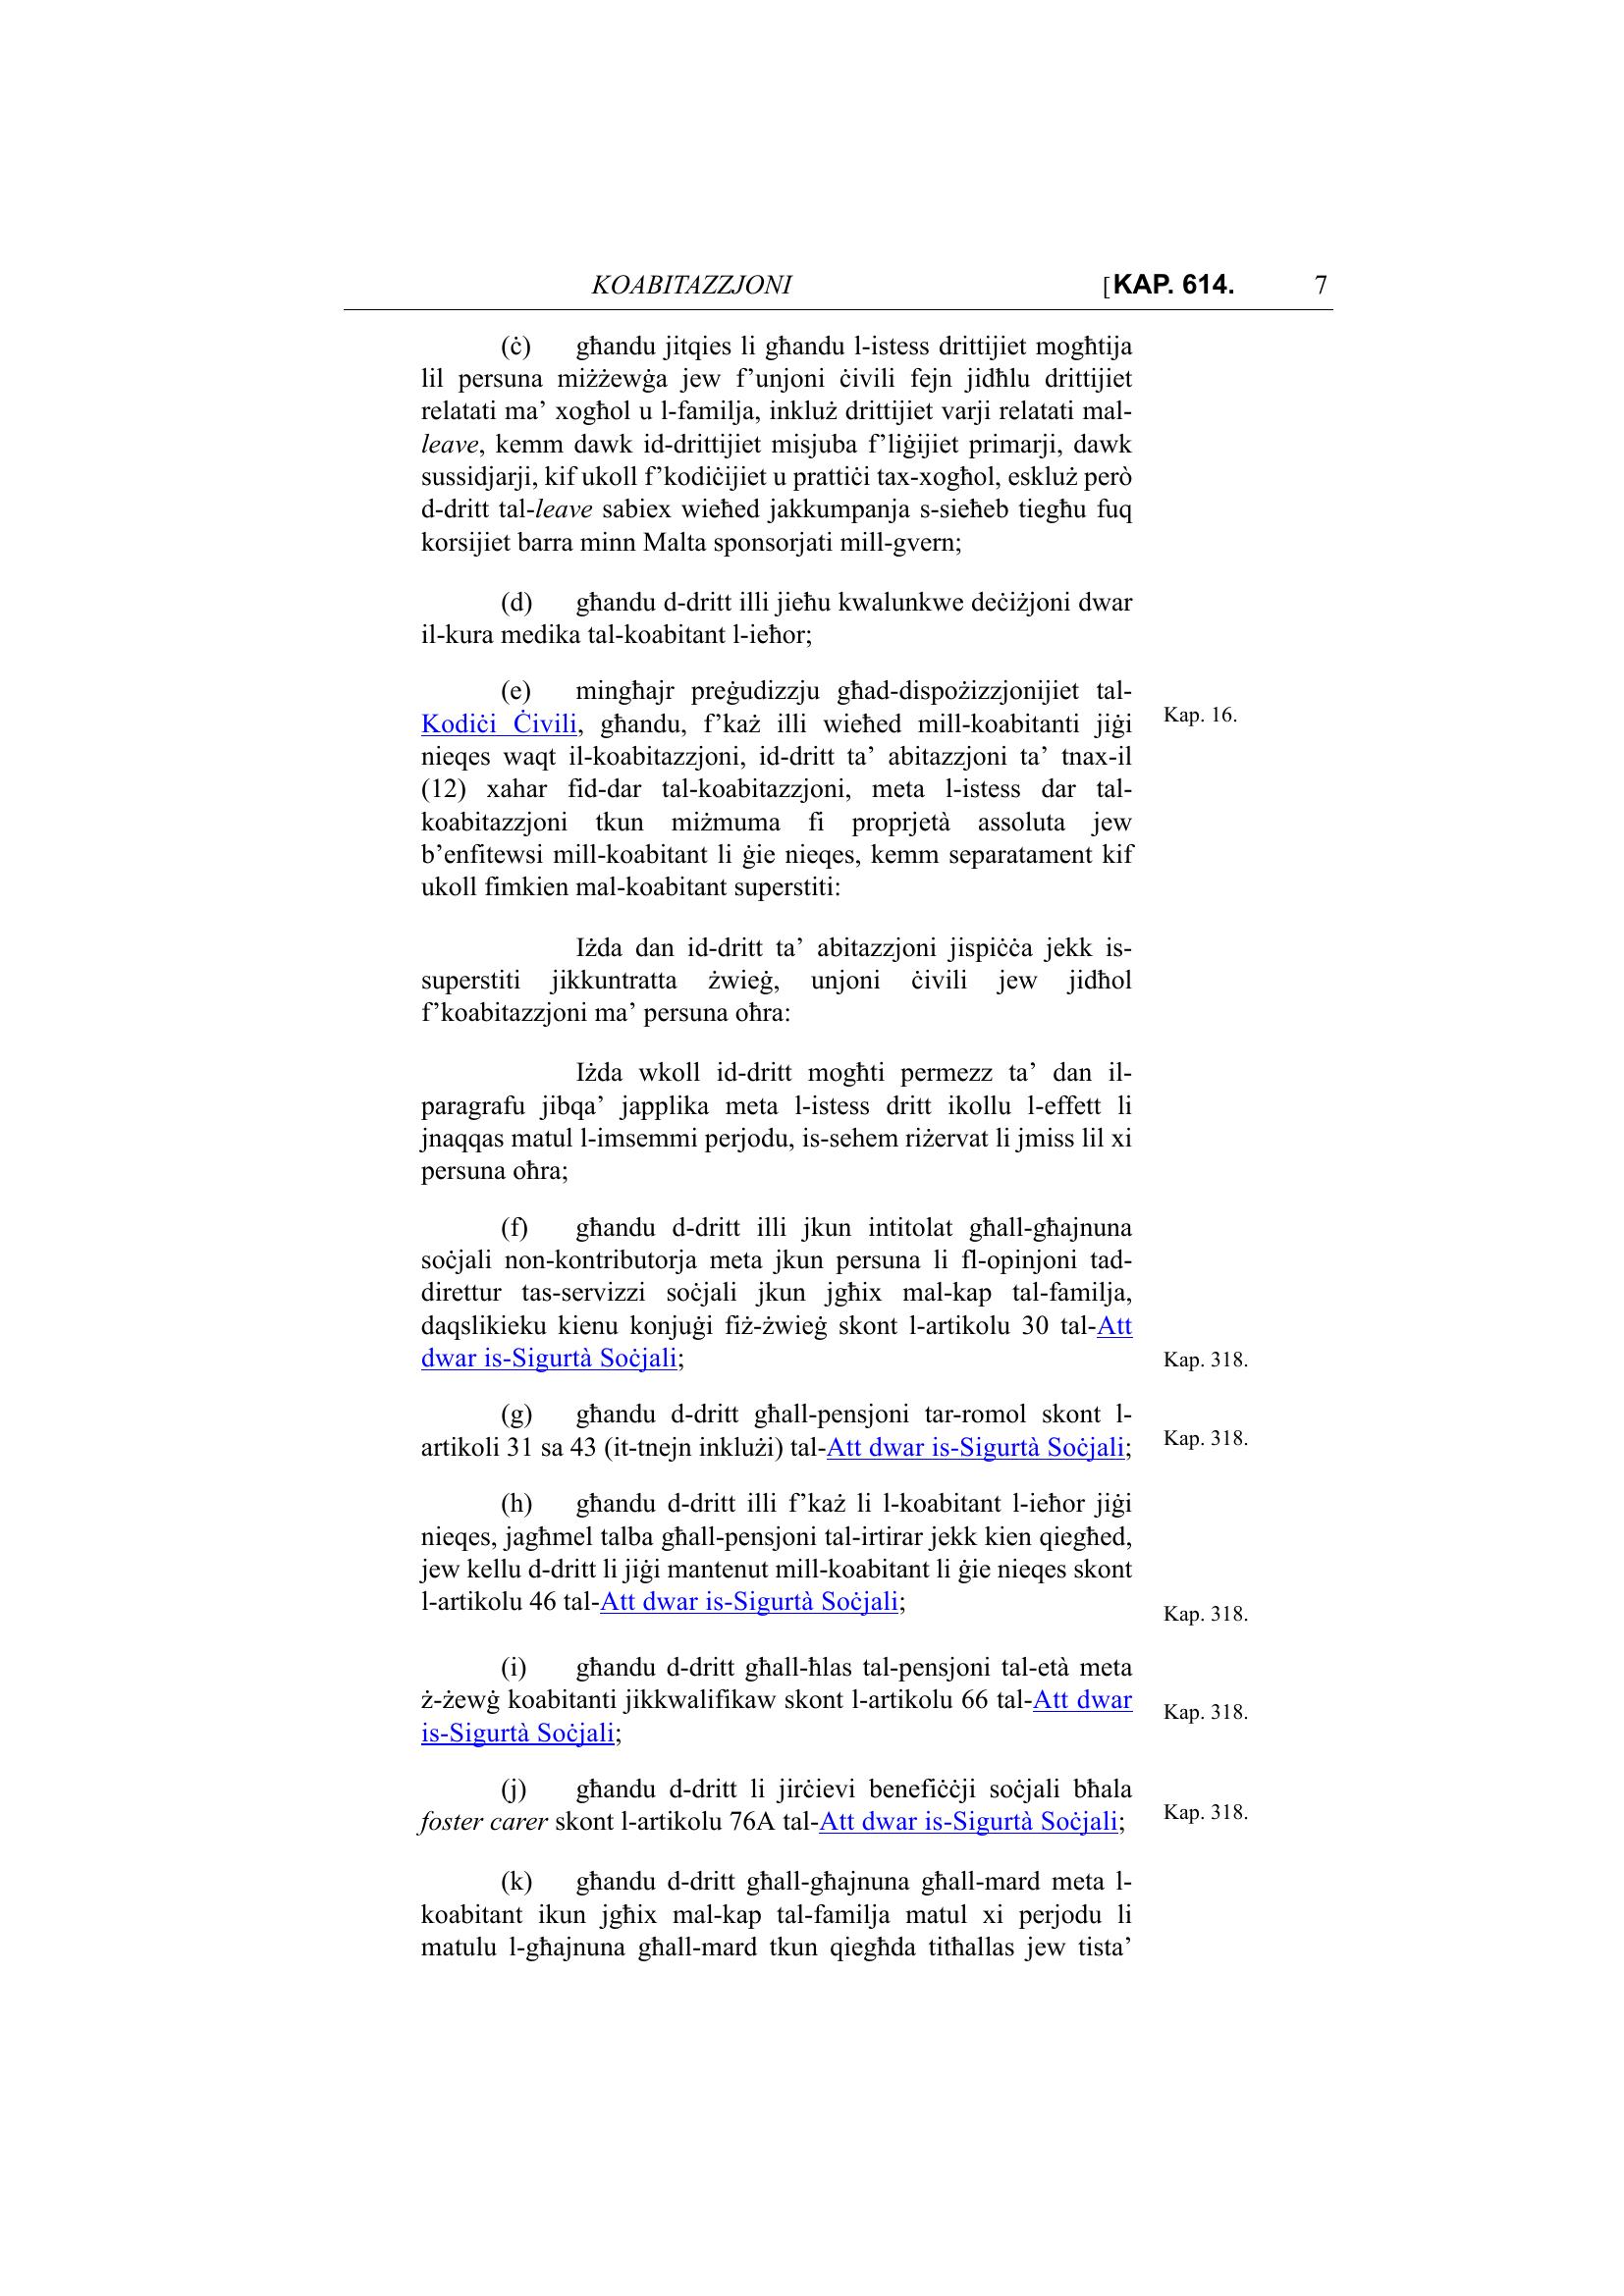 KOABITAZZJONI [KAP. 614. 7
(ċ) għandu jitqies li għandu l-istess drittijiet mogħtija
lil persuna miżżewġa jew f’unjoni ċivili fejn jidħlu drittijiet
relatati ma’ xogħol u l-familja, inkluż drittijiet varji relatati mal-
leave, kemm dawk id-drittijiet misjuba f’liġijiet primarji, dawk
sussidjarji, kif ukoll f’kodiċijiet u prattiċi tax-xogħol, eskluż però
d-dritt tal-leave sabiex wieħed jakkumpanja s-sieħeb tiegħu fuq
korsijiet barra minn Malta sponsorjati mill-gvern;
(d) għandu d-dritt illi jieħu kwalunkwe deċiżjoni dwar
il-kura medika tal-koabitant l-ieħor;
(e) mingħajr preġudizzju għad-dispożizzjonijiet tal-
Kodiċi Ċivili, għandu, f’każ illi wieħed mill-koabitanti jiġi
Kap. 16.
nieqes waqt il-koabitazzjoni, id-dritt ta’ abitazzjoni ta’ tnax-il
(12) xahar fid-dar tal-koabitazzjoni, meta l-istess dar tal-
koabitazzjoni tkun miżmuma fi proprjetà assoluta jew
b’enfitewsi mill-koabitant li ġie nieqes, kemm separatament kif
ukoll fimkien mal-koabitant superstiti:
Iżda dan id-dritt ta’ abitazzjoni jispiċċa jekk is-
superstiti jikkuntratta żwieġ, unjoni ċivili jew jidħol
f’koabitazzjoni ma’ persuna oħra:
Iżda wkoll id-dritt mogħti permezz ta’ dan il-
paragrafu jibqa’ japplika meta l-istess dritt ikollu l-effett li
jnaqqas matul l-imsemmi perjodu, is-sehem riżervat li jmiss lil xi
persuna oħra;
(f) għandu d-dritt illi jkun intitolat għall-għajnuna
soċjali non-kontributorja meta jkun persuna li fl-opinjoni tad-
direttur tas-servizzi soċjali jkun jgħix mal-kap tal-familja,
daqslikieku kienu konjuġi fiż-żwieġ skont l-artikolu 30 tal-Att
dwar is-Sigurtà Soċjali;
Kap. 318.
(g) għandu d-dritt għall-pensjoni tar-romol skont l-
artikoli 31 sa 43 (it-tnejn inklużi) tal-Att dwar is-Sigurtà Soċjali;
Kap. 318.
(h) għandu d-dritt illi f’każ li l-koabitant l-ieħor jiġi
nieqes, jagħmel talba għall-pensjoni tal-irtirar jekk kien qiegħed,
jew kellu d-dritt li jiġi mantenut mill-koabitant li ġie nieqes skont
l-artikolu 46 tal-Att dwar is-Sigurtà Soċjali;
Kap. 318.
(i) għandu d-dritt għall-ħlas tal-pensjoni tal-età meta
ż-żewġ koabitanti jikkwalifikaw skont l-artikolu 66 tal-Att dwar
Kap. 318.
is-Sigurtà Soċjali;
(j) għandu d-dritt li jirċievi benefiċċji soċjali bħala
foster carer skont l-artikolu 76A tal-Att dwar is-Sigurtà Soċjali;
Kap. 318.
(k) għandu d-dritt għall-għajnuna għall-mard meta l-
koabitant ikun jgħix mal-kap tal-familja matul xi perjodu li
matulu l-għajnuna għall-mard tkun qiegħda titħallas jew tista’